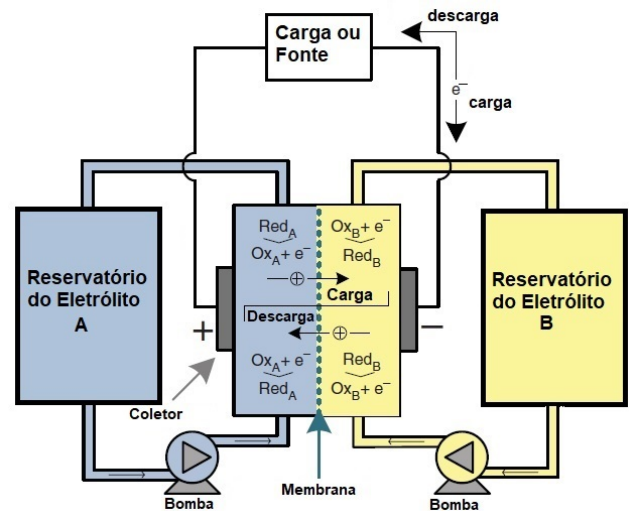 descarga
Carga ou
Fonte
e⁻
carga
Red_A
Ox_A + e⁻
Ox_B + e⁻
Red_B
Reservatório
do Eletrólito
A
⊕
Carga
Reservatório
do Eletrólito
B
+
Descarga
⊕
−
Ox_A + e⁻
Red_A
Red_B
Ox_B + e⁻
Coletor
Bomba
Membrana
Bomba